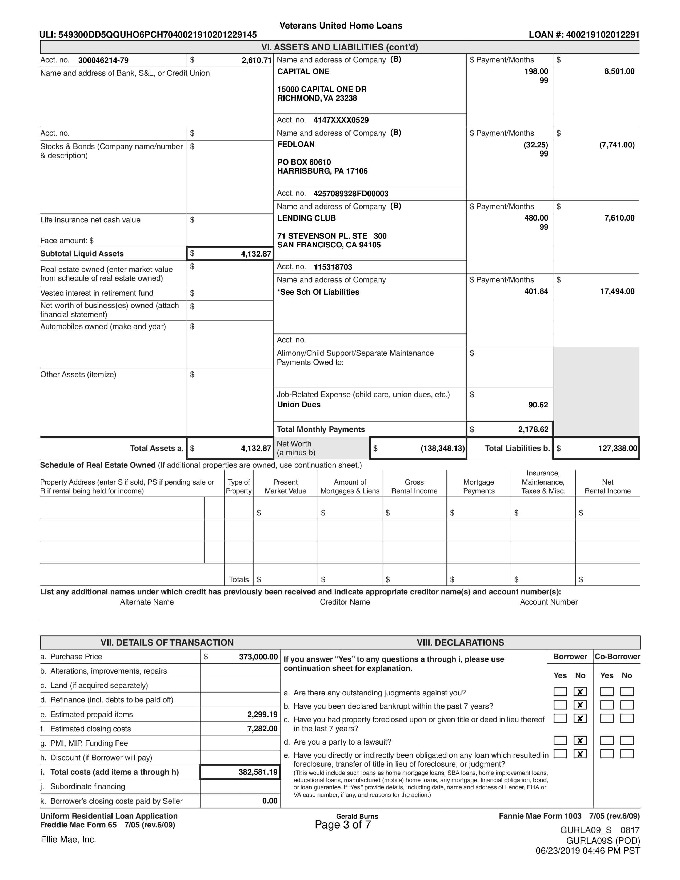 Veterans United Home Loans
ULI: 549300DD5QQUHO6PCH7040021910201229145 LOAN #: 400219102012291
VI. ASSETS AND LIABILITIES (cont'd)
Acct. no. 300046214-79 $ 2,610.71 Name and address of Company (B) $ Payment/Months $
Name and address of Bank, S&L, or Credit Union CAPITAL ONE 198.00 8,501.00
99
15000 CAPITAL ONE DR
RICHMOND, VA 23238
Acct. no. 4147XXXX0529
Acct. no. $ Name and address of Company (B) $ Payment/Months $
Stocks & Bonds (Company name/number $ FEDLOAN (32.25) (7,741.00)
& description) 99
PO BOX 60610
HARRISBURG, PA 17106
Acct. no. 4257089328FD00003
Name and address of Company (B) $ Payment/Months $
Life insurance net cash value $ LENDING CLUB 480.00 7,610.00
99
Face amount: $ 71 STEVENSON PL. STE 300
SAN FRANCISCO, CA 94105
Subtotal Liquid Assets $ 4,132.87
Real estate owned (enter market value $ Acct. no. 115318703
from schedule of real estate owned) Name and address of Company $ Payment/Months $
Vested interest in retirement fund $ *See Sch Of Liabilities 401.84 17,494.00
Net worth of business(es) owned (attach $
financial statement)
Automobiles owned (make and year) $
Acct. no.
Alimony/Child Support/Separate Maintenance $
Payments Owed to:
Other Assets (itemize) $
Job-Related Expense (child care, union dues, etc.) $
Union Dues 90.62
Total Monthly Payments $ 2,178.62
Total Assets a. $ 4,132.87 Net Worth $ (138,348.13) Total Liabilities b. $ 127,338.00
(a minus b)
Schedule of Real Estate Owned (If additional properties are owned, use continuation sheet.)
Property Address (enter S if sold, PS if pending sale or R if rental being held for income) Type of Property Present Market Value Amount of Mortgages & Liens Gross Rental Income Mortgage Payments Insurance, Maintenance, Taxes & Misc. Net Rental Income
$ $ $ $ $ $
Totals $ $ $ $ $ $
List any additional names under which credit has previously been received and indicate appropriate creditor name(s) and account number(s):
Alternate Name Creditor Name Account Number
VII. DETAILS OF TRANSACTION VIII. DECLARATIONS
a. Purchase Price $ 373,000.00
b. Alterations, improvements, repairs
c. Land (if acquired separately)
d. Refinance (incl. debts to be paid off)
e. Estimated prepaid items 2,299.19
f. Estimated closing costs 7,282.00
g. PMI, MIP, Funding Fee
h. Discount (if Borrower will pay)
i. Total costs (add items a through h) 382,581.19
j. Subordinate financing
k. Borrower's closing costs paid by Seller 0.00
If you answer "Yes" to any questions a through i, please use Borrower Co-Borrower
continuation sheet for explanation. Yes No Yes No
a. Are there any outstanding judgments against you? X
b. Have you been declared bankrupt within the past 7 years? X
c. Have you had property foreclosed upon or given title or deed in lieu thereof X
in the last 7 years?
d. Are you a party to a lawsuit? X
e. Have you directly or indirectly been obligated on any loan which resulted in X
foreclosure, transfer of title in lieu of foreclosure, or judgment?
(This would include such loans as home mortgage loans, SBA loans, home improvement loans,
educational loans, manufactured (mobile) home loans, any mortgage, financial obligation, bond,
or loan guarantee. If "Yes" provide details, including date, name and address of Lender, FHA or
VA case number, if any, and reasons for the action.)
Uniform Residential Loan Application Gerald Burns Fannie Mae Form 1003 7/05 (rev.6/09)
Freddie Mac Form 65 7/05 (rev.6/09) Page 3 of 7 GURLA09_S 0817
Ellie Mae, Inc. GURLA09S (POD)
06/23/2019 04:46 PM PST